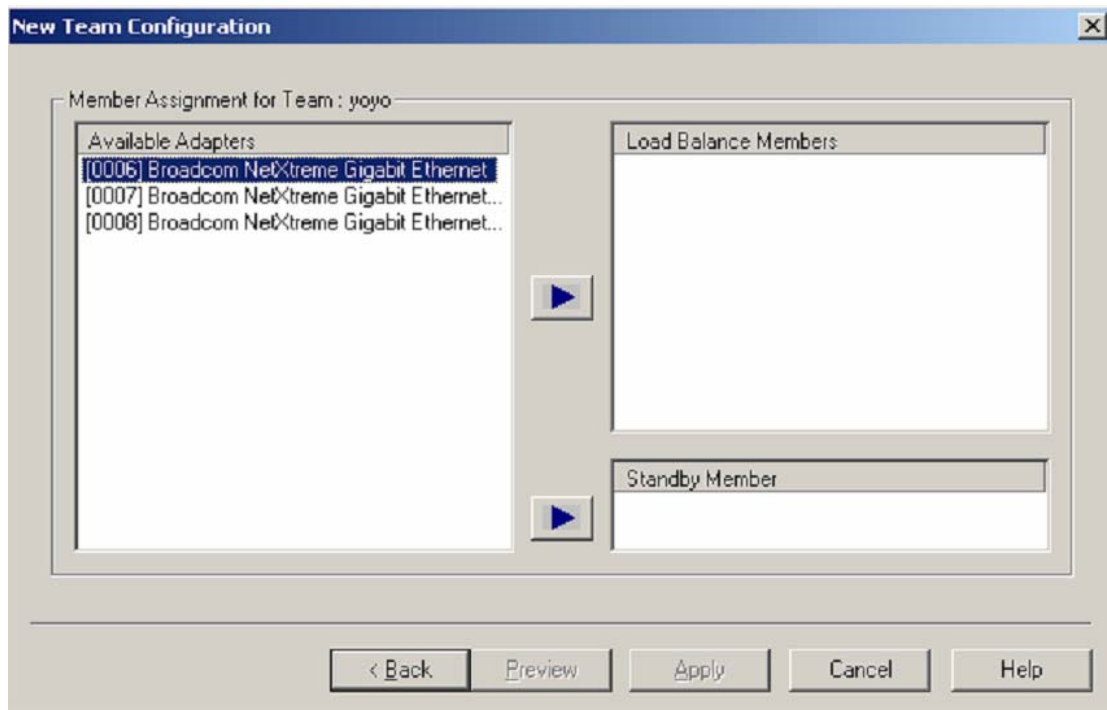 New Team Configuration
Member Assignment for Team : yoyo
Available Adapters
[0006] Broadcom NetXtreme Gigabit Ethernet
[0007] Broadcom NetXtreme Gigabit Ethernet...
[0008] Broadcom NetXtreme Gigabit Ethernet...
Load Balance Members
Standby Member
< Back
Preview
Apply
Cancel
Help